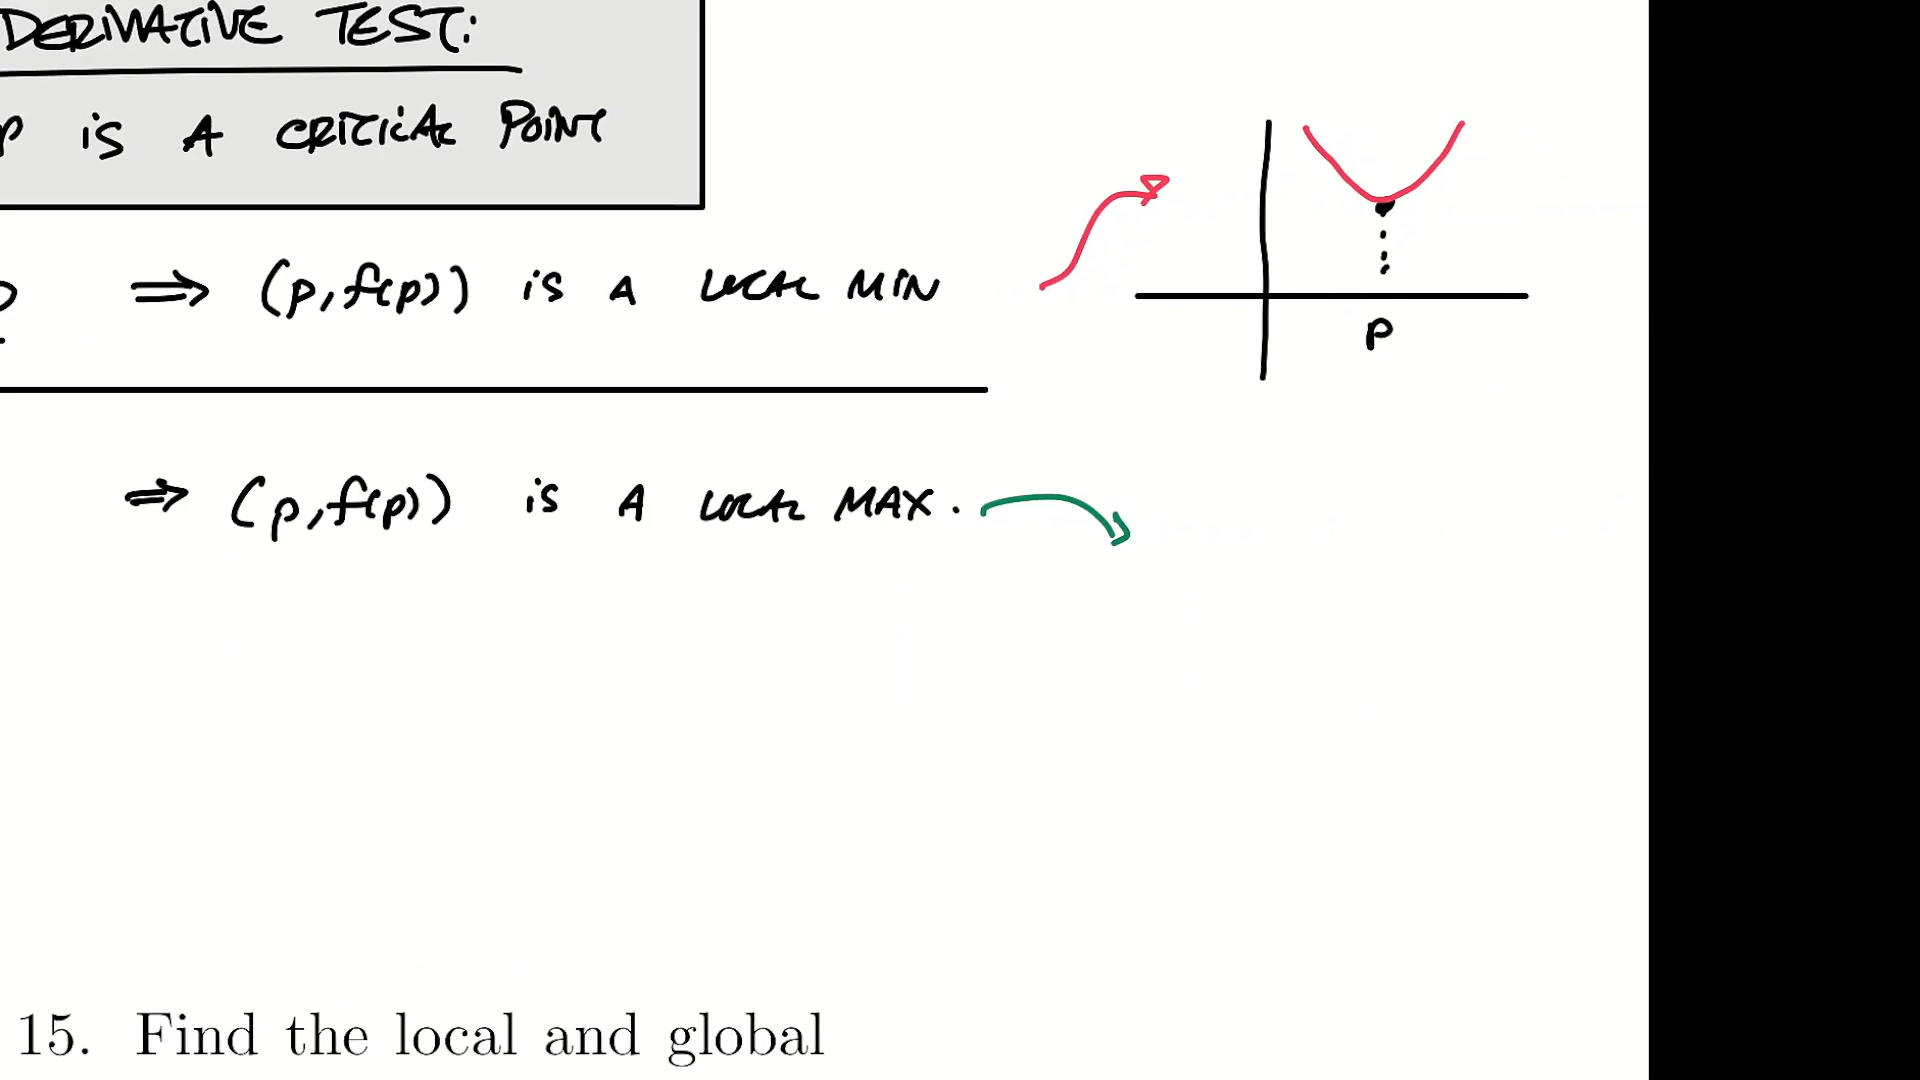 DERIVATIVE TEST:
P is A CRITICAL POINT
⇒ (p, f(p)) is A LOCAL MIN
P
⇒ (p, f(p)) is A LOCAL MAX.
15. Find the local and global